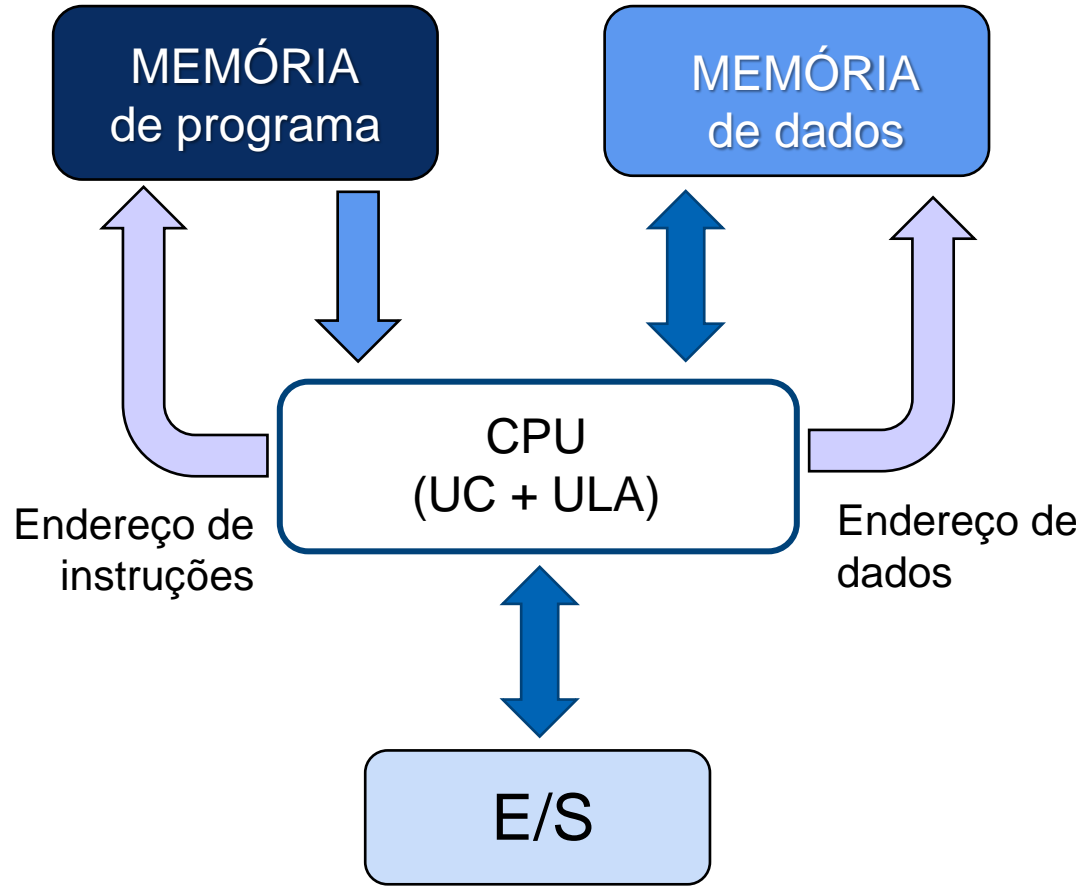 MEMÓRIA
de programa
MEMÓRIA
de dados
CPU
(UC + ULA)
Endereço de
instruções
Endereço de
dados
E/S